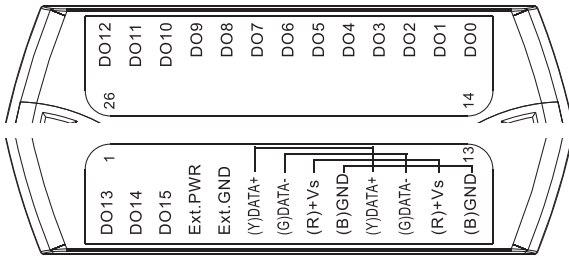 DO12 DO11 DO10 DO9 DO8 DO7 DO6 DO5 DO4 DO3 DO2 DO1 DO0
26 14
1 13
DO13 DO14 DO15 Ext.PWR Ext.GND (Y)DATA+ (G)DATA- (R)+Vs (B)GND (Y)DATA+ (G)DATA- (R)+Vs (B)GND